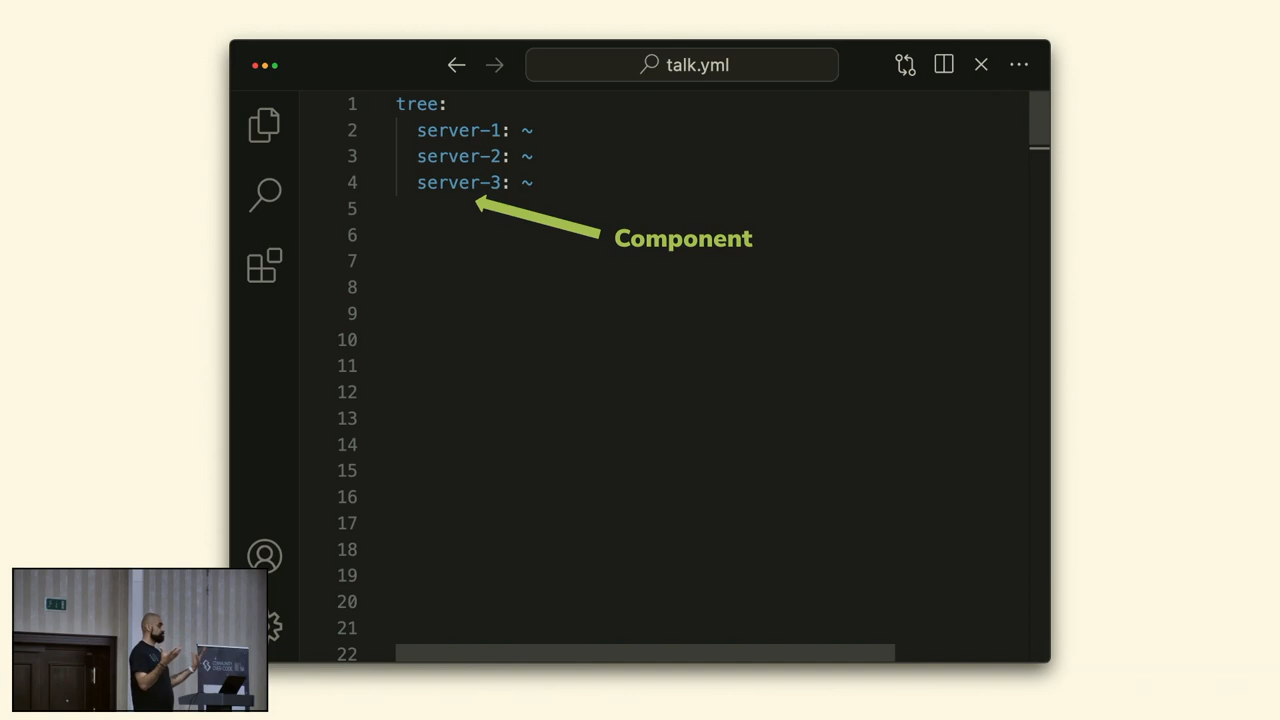 talk.yml
1 tree:
2 server-1: ~
3 server-2: ~
4 server-3: ~
5
6 Component
7
8
9
10
11
12
13
14
15
16
17
18
19
20
21
22
COMMUNITY